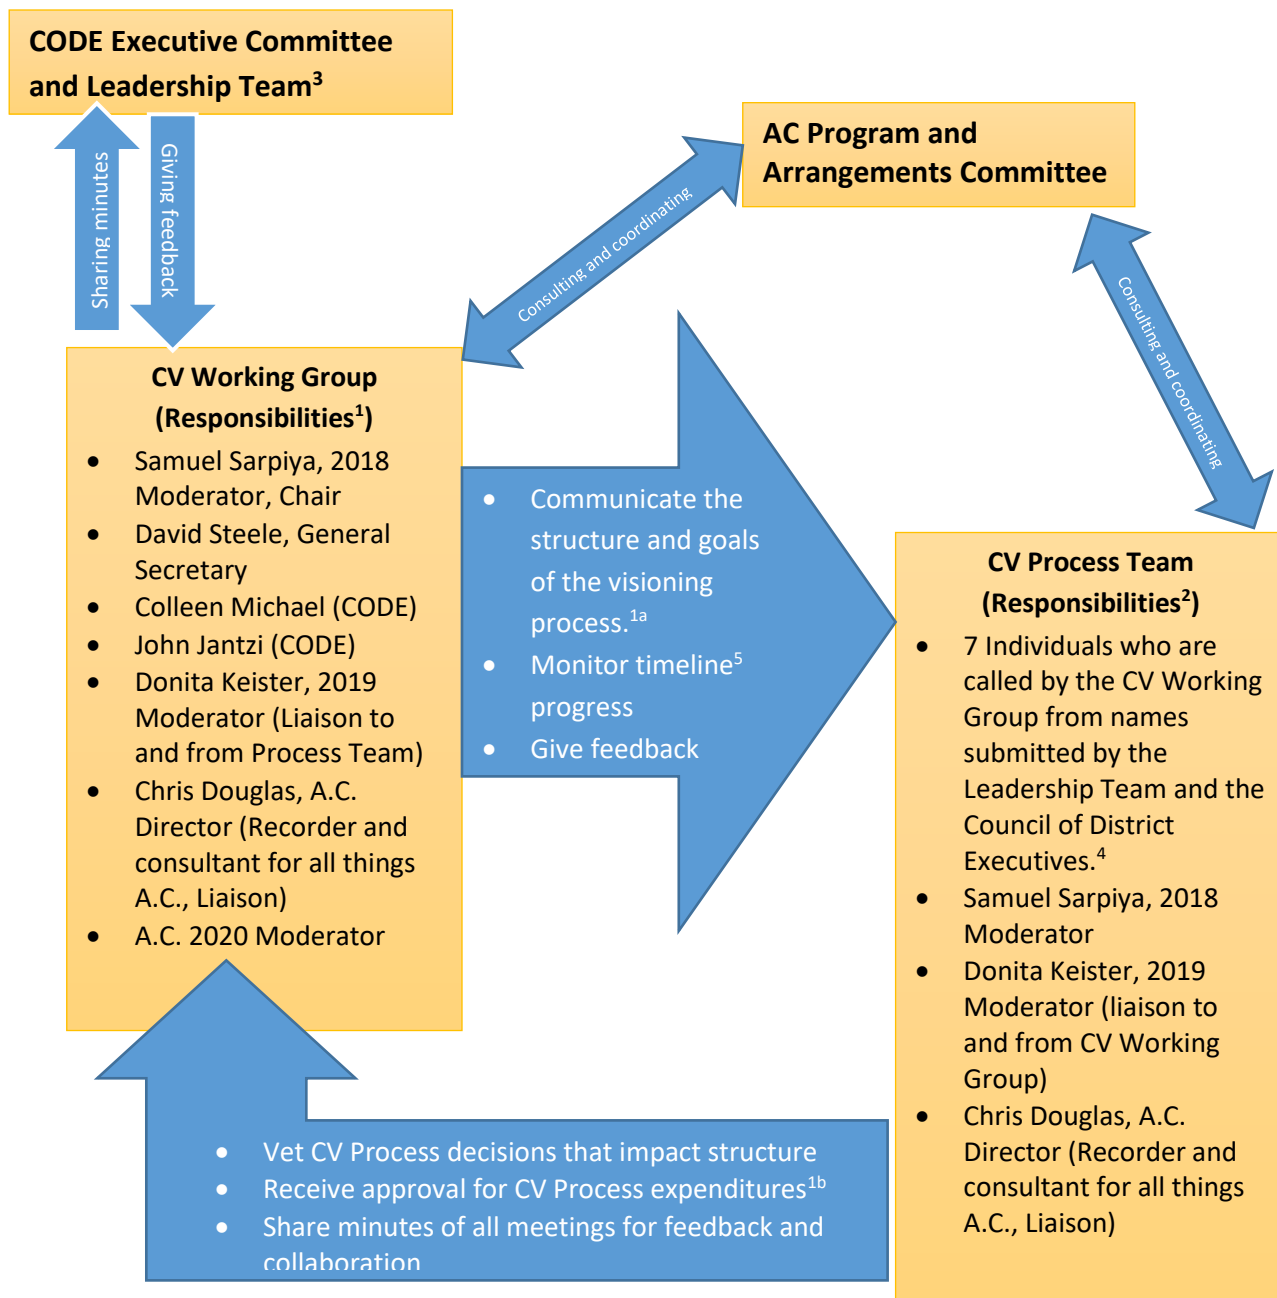 CODE Executive Committee
and Leadership Team³
Sharing minutes
Giving feedback
AC Program and
Arrangements Committee
Consulting and coordinating
Consulting and coordinating
CV Working Group
(Responsibilities¹)
• Samuel Sarpiya, 2018
Moderator, Chair
• David Steele, General
Secretary
• Colleen Michael (CODE)
• John Jantzi (CODE)
• Donita Keister, 2019
Moderator (Liaison to
and from Process Team)
• Chris Douglas, A.C.
Director (Recorder and
consultant for all things
A.C., Liaison)
• A.C. 2020 Moderator
• Communicate the
structure and goals
of the visioning
process.¹ᵃ
• Monitor timeline⁵
progress
• Give feedback
CV Process Team
(Responsibilities²)
• 7 Individuals who are
called by the CV Working
Group from names
submitted by the
Leadership Team and the
Council of District
Executives.⁴
• Samuel Sarpiya, 2018
Moderator
• Donita Keister, 2019
Moderator (liaison to
and from CV Working
Group)
• Chris Douglas, A.C.
Director (Recorder and
consultant for all things
A.C., Liaison)
• Vet CV Process decisions that impact structure
• Receive approval for CV Process expenditures¹ᵇ
• Share minutes of all meetings for feedback and
collaboration